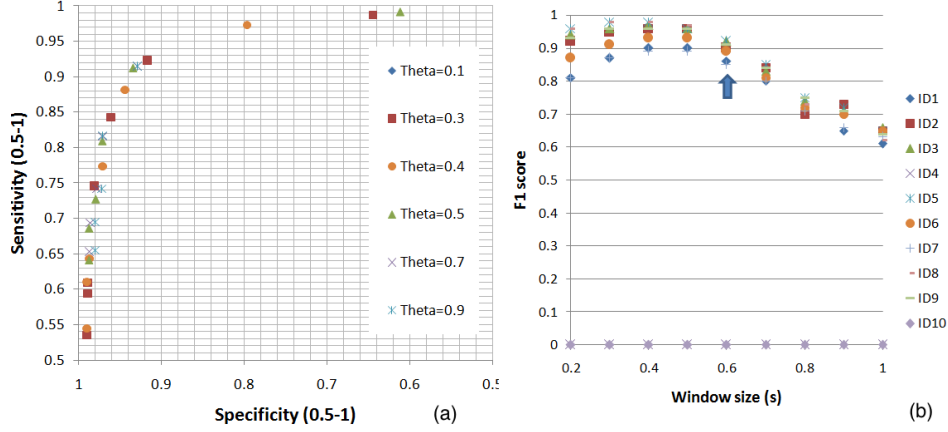 1
0.95
0.9
0.85
0.8
0.75
0.7
0.65
0.6
0.55
0.5
Sensitivity (0.5-1)
1
0.9
0.8
0.7
0.6
0.5
Specificity (0.5-1)
(a)
Theta=0.1
Theta=0.3
Theta=0.4
Theta=0.5
Theta=0.7
Theta=0.9
1
0.9
0.8
0.7
0.6
0.5
0.4
0.3
0.2
0.1
0
F1 score
0.2
0.4
0.6
0.8
1
Window size (s)
(b)
ID1
ID2
ID3
ID4
ID5
ID6
ID7
ID8
ID9
ID10